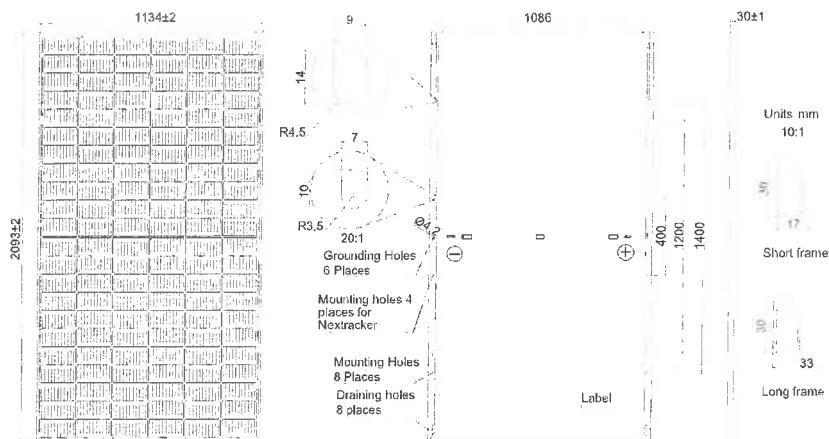 1134±2
9
1086
30±1
14
Units mm
10:1
R4.5
7
10
30
17
2093±2
R3.5
Ø4.2
20:1
400
1200
1400
Grounding Holes
6 Places
Short frame
Mounting holes 4
places for
Nextracker
30
33
Mounting Holes
8 Places
Draining holes
8 places
Label
Long frame